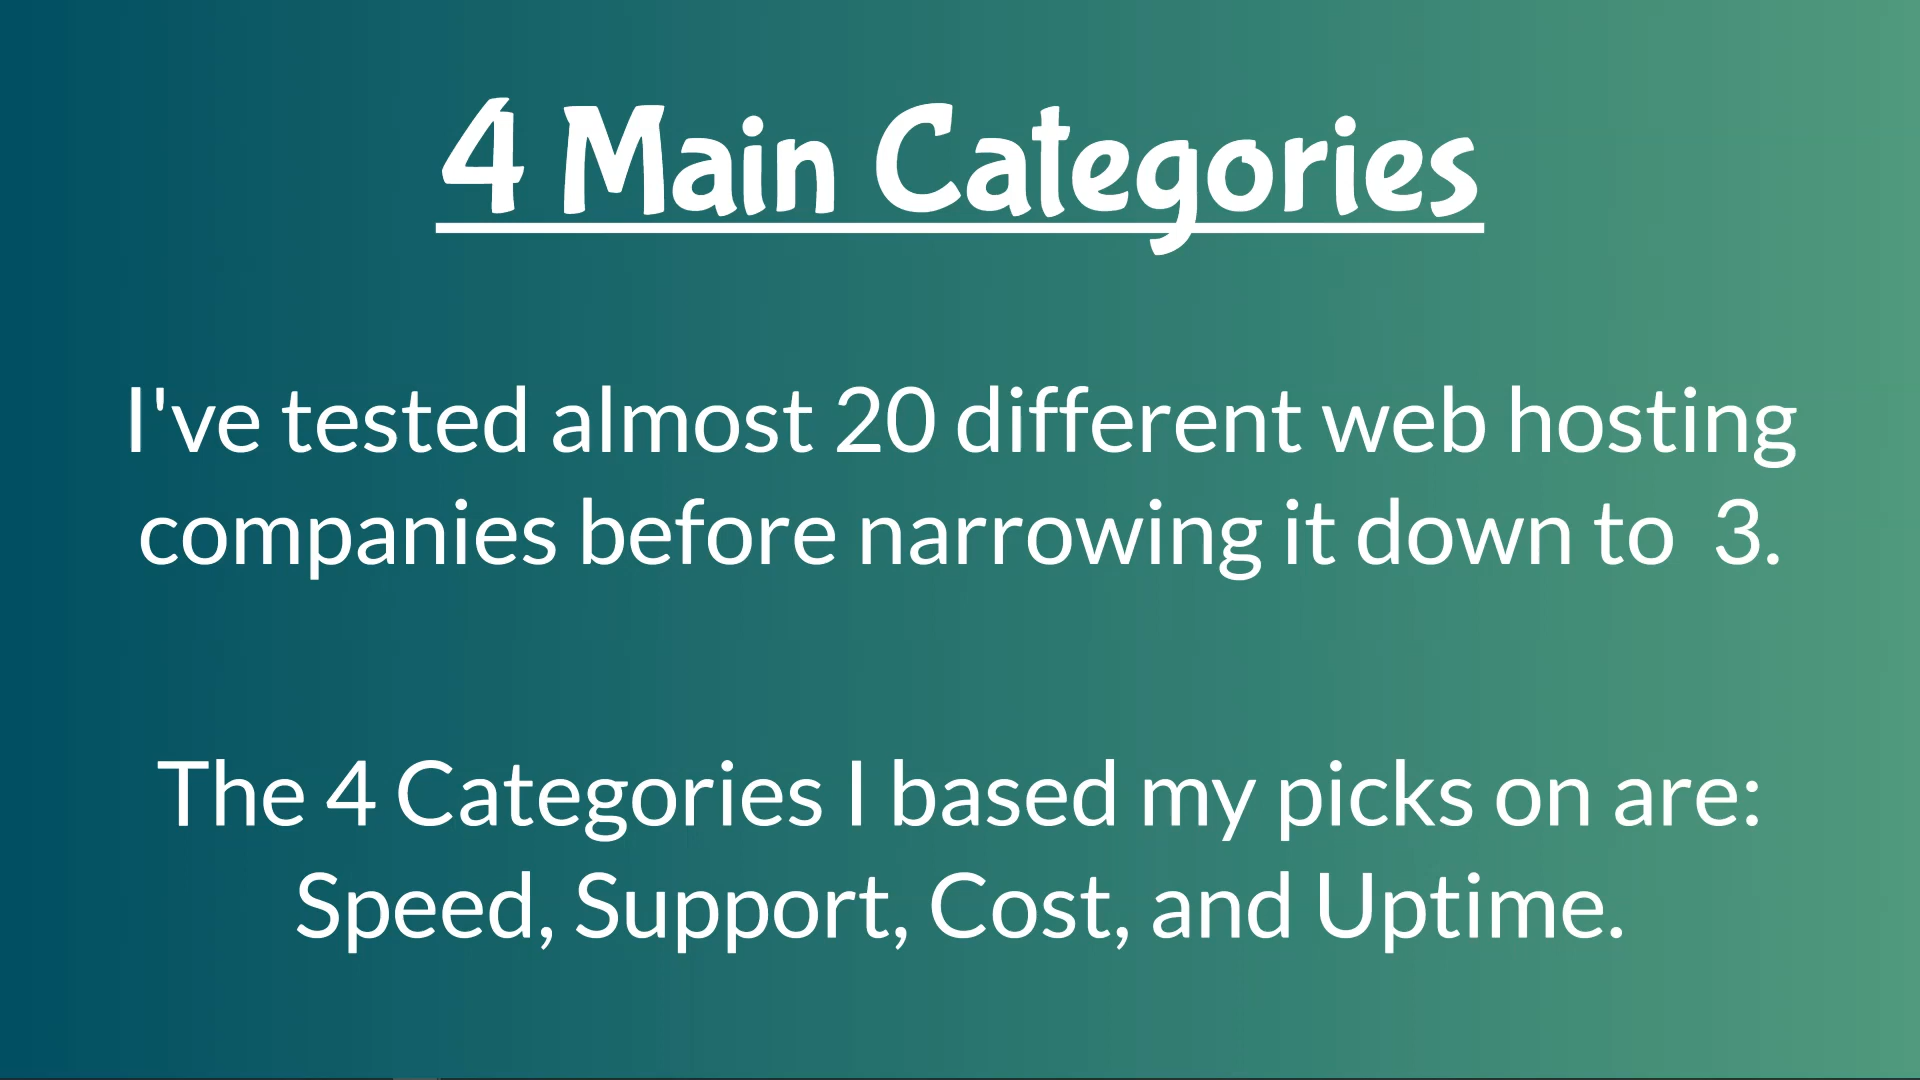 4 Main Categories
I've tested almost 20 different web hosting
companies before narrowing it down to  3.
The 4 Categories I based my picks on are:
Speed, Support, Cost, and Uptime.